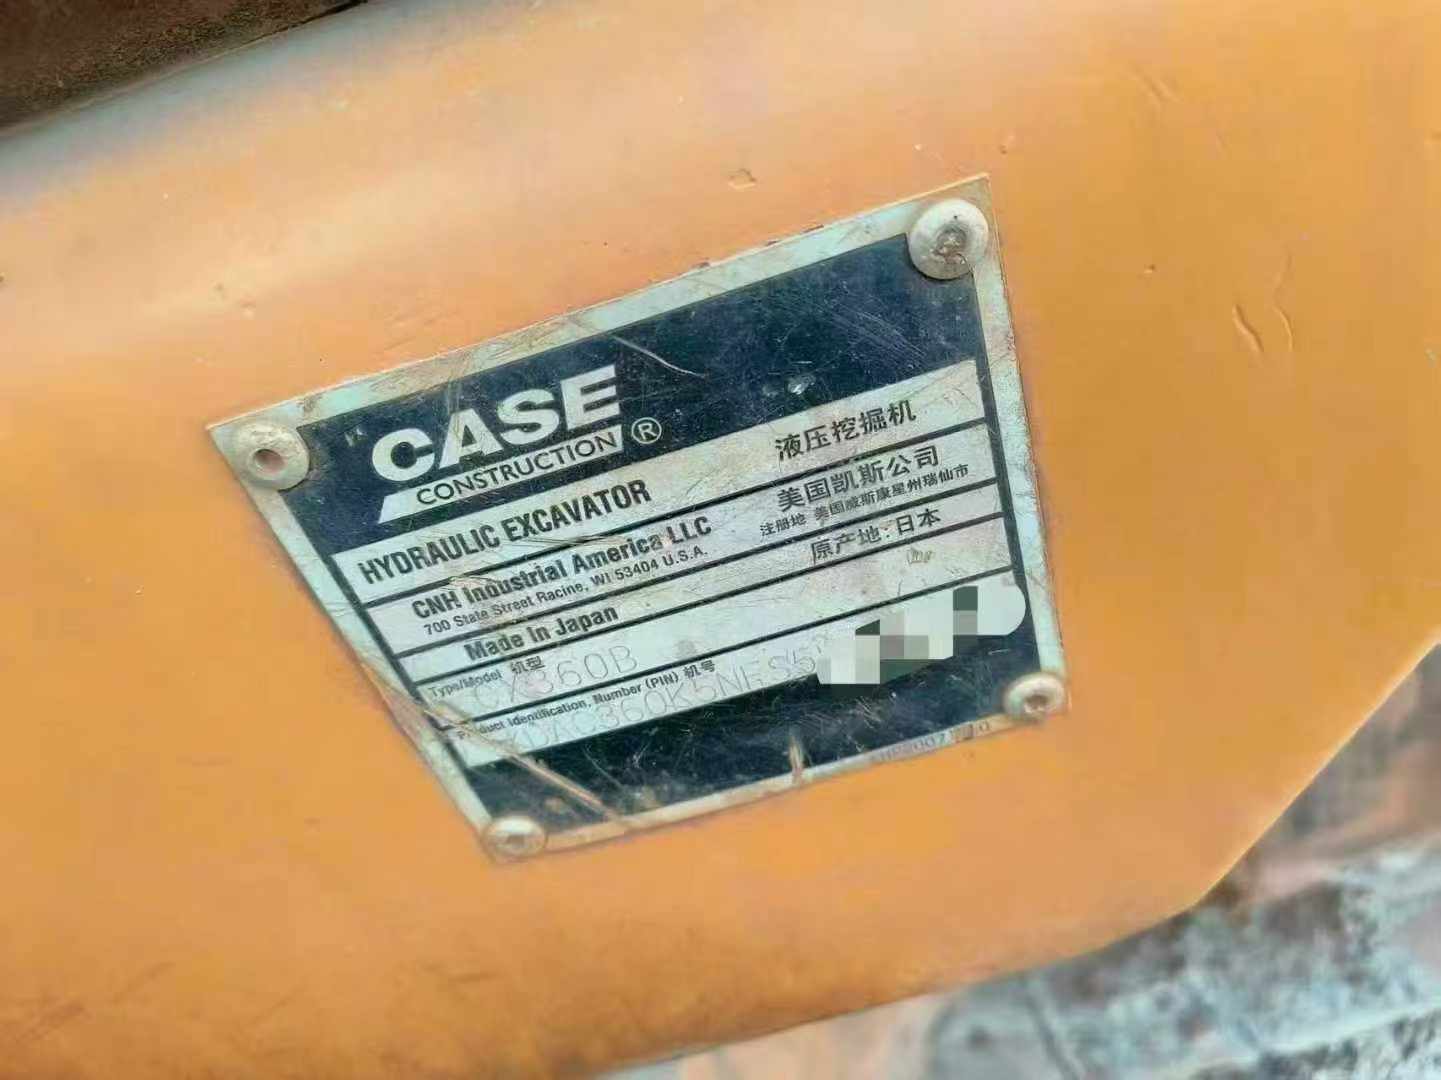 CASE ®
CONSTRUCTION
HYDRAULIC EXCAVATOR 液压挖掘机
CNH Industrial America LLC 美国凯斯公司
700 State Street Racine, WI 53404 U.S.A. 注册地 美国威斯康星州瑞仙市
Made In Japan 原产地:日本
Type/Model 机型
CX360B
Product Identification, Number (PIN) 机号